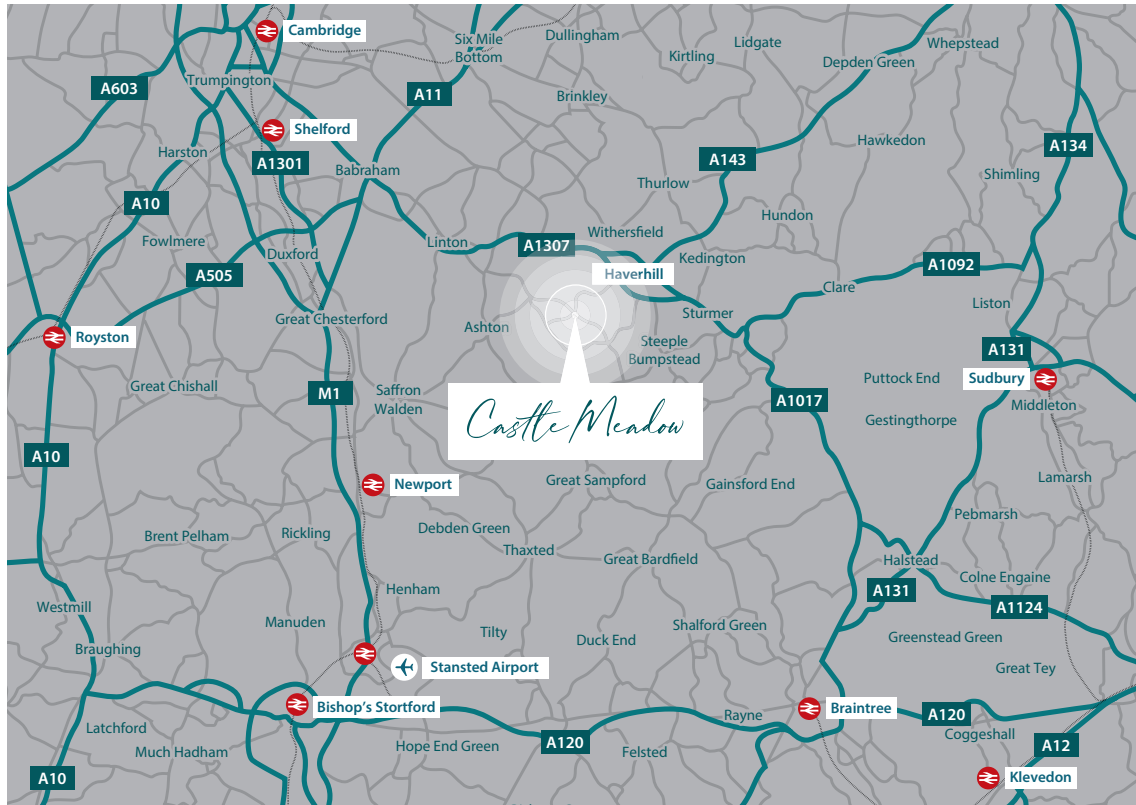 Cambridge
Six Mile
Bottom
Dullingham
Lidgate
Whepstead
Kirtling
Depden Green
A603
Trumpington
A11
Brinkley
Shelford
Hawkedon
A134
Harston
A1301
Babraham
A143
Shimling
Thurlow
A10
Hundon
Fowlmere
Linton
A1307
Withersfield
Duxford
Kedington
A505
Haverhill
A1092
Clare
Liston
Great Chesterford
Ashton
Sturmer
Royston
Steeple
Bumpstead
A131
Great Chishall
M1
Saffron
Walden
Puttock End
Sudbury
A1017
Middleton
Castle Meadow
Gestingthorpe
A10
Newport
Great Sampford
Gainsford End
Lamarsh
Pebmarsh
Brent Pelham
Rickling
Debden Green
Thaxted
Great Bardfield
Halstead
Colne Engaine
Henham
A131
A1124
Westmill
Manuden
Tilty
Duck End
Shalford Green
Greenstead Green
Braughing
Stansted Airport
Great Tey
Bishop's Stortford
Braintree
Rayne
A120
Latchford
Coggeshall
Much Hadham
Hope End Green
A120
Felsted
A12
A10
Klevedon